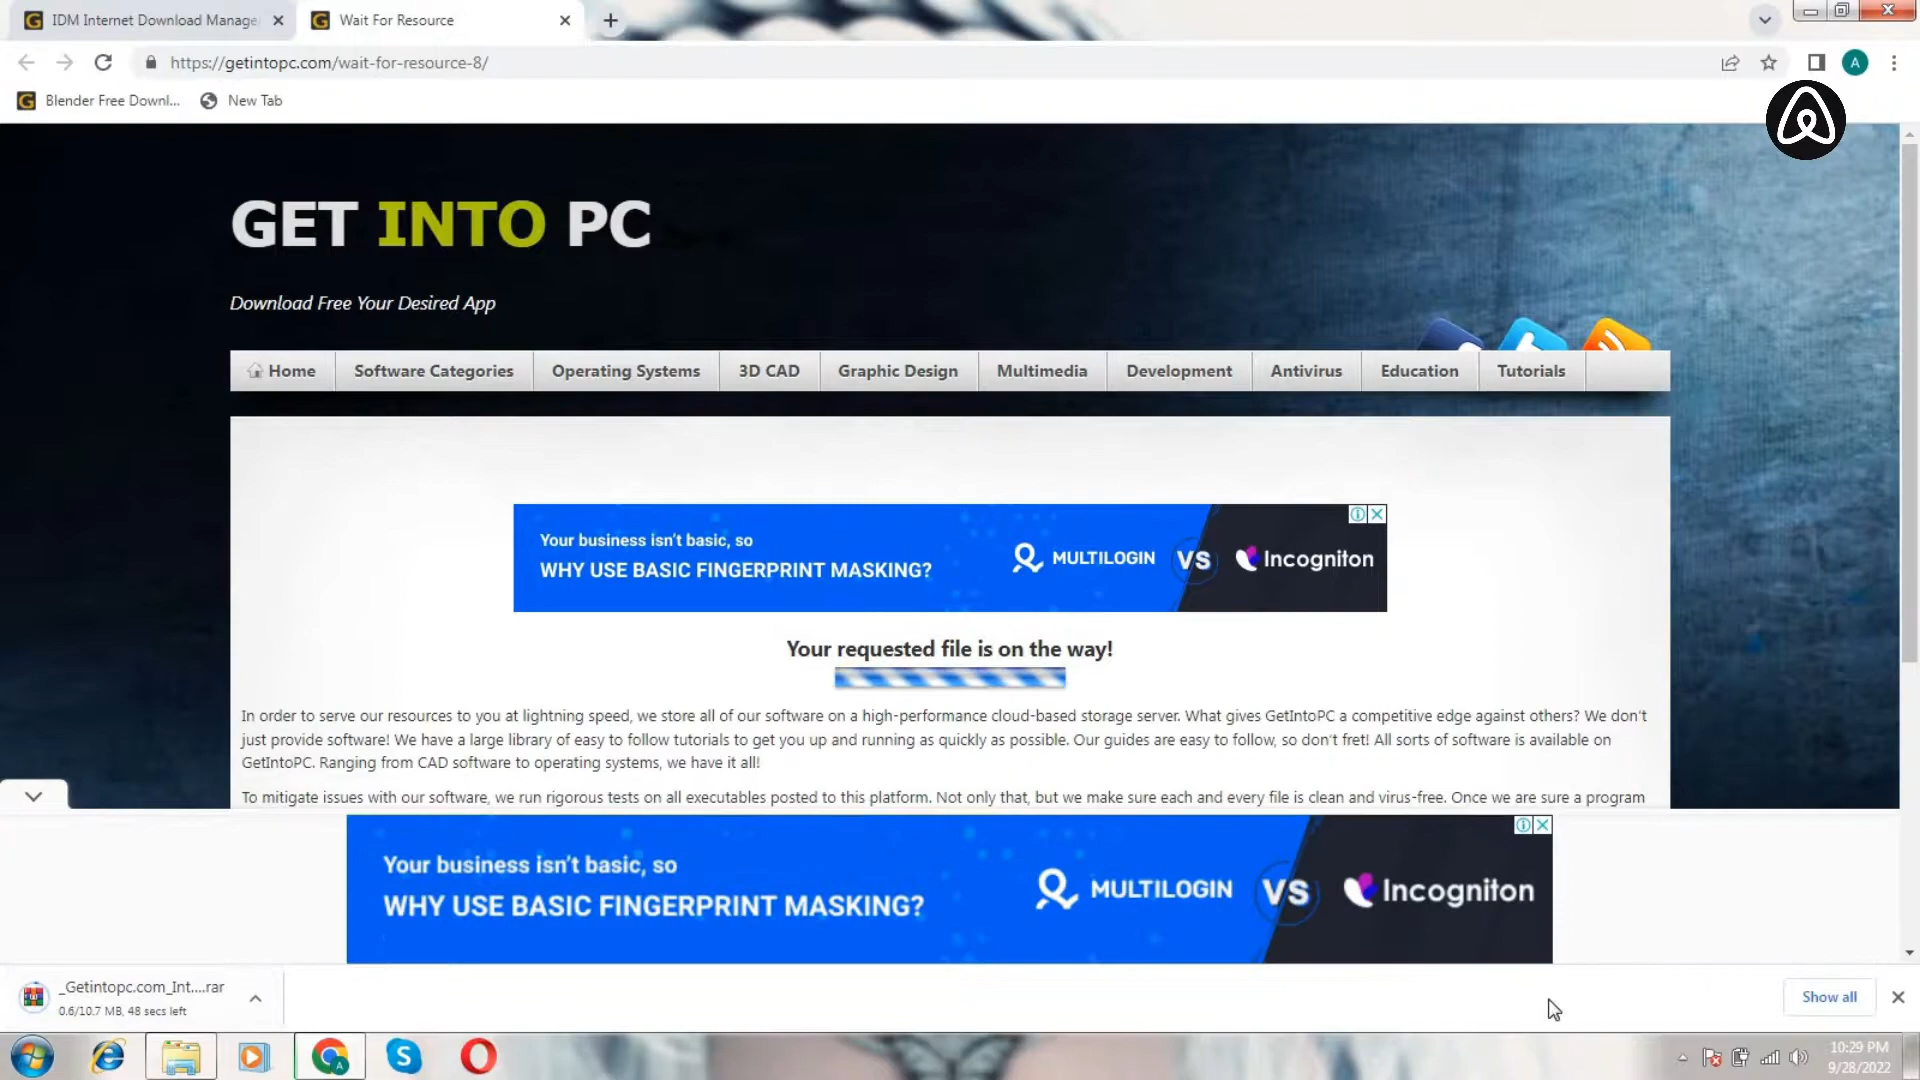 IDM Internet Download Manage
Wait For Resource
https://getintopc.com/wait-for-resource-8/
A
Blender Free Downl...
New Tab
GET INTO PC
Download Free Your Desired App
Home
Software Categories
Operating Systems
3D CAD
Graphic Design
Multimedia
Development
Antivirus
Education
Tutorials
Your business isn't basic, so
WHY USE BASIC FINGERPRINT MASKING?
MULTILOGIN VS Incogniton
Your requested file is on the way!
In order to serve our resources to you at lightning speed, we store all of our software on a high-performance cloud-based storage server. What gives GetIntoPC a competitive edge against others? We don't
just provide software! We have a large library of easy to follow tutorials to get you up and running as quickly as possible. Our guides are easy to follow, so don't fret! All sorts of software is available on
GetIntoPC. Ranging from CAD software to operating systems, we have it all!
To mitigate issues with our software, we run rigorous tests on all executables posted to this platform. Not only that, but we make sure each and every file is clean and virus-free. Once we are sure a program
Your business isn't basic, so
WHY USE BASIC FINGERPRINT MASKING?
MULTILOGIN VS Incogniton
_Getintopc.com_Int....rar
0.6/10.7 MB, 48 secs left
Show all
10:29 PM
9/28/2022